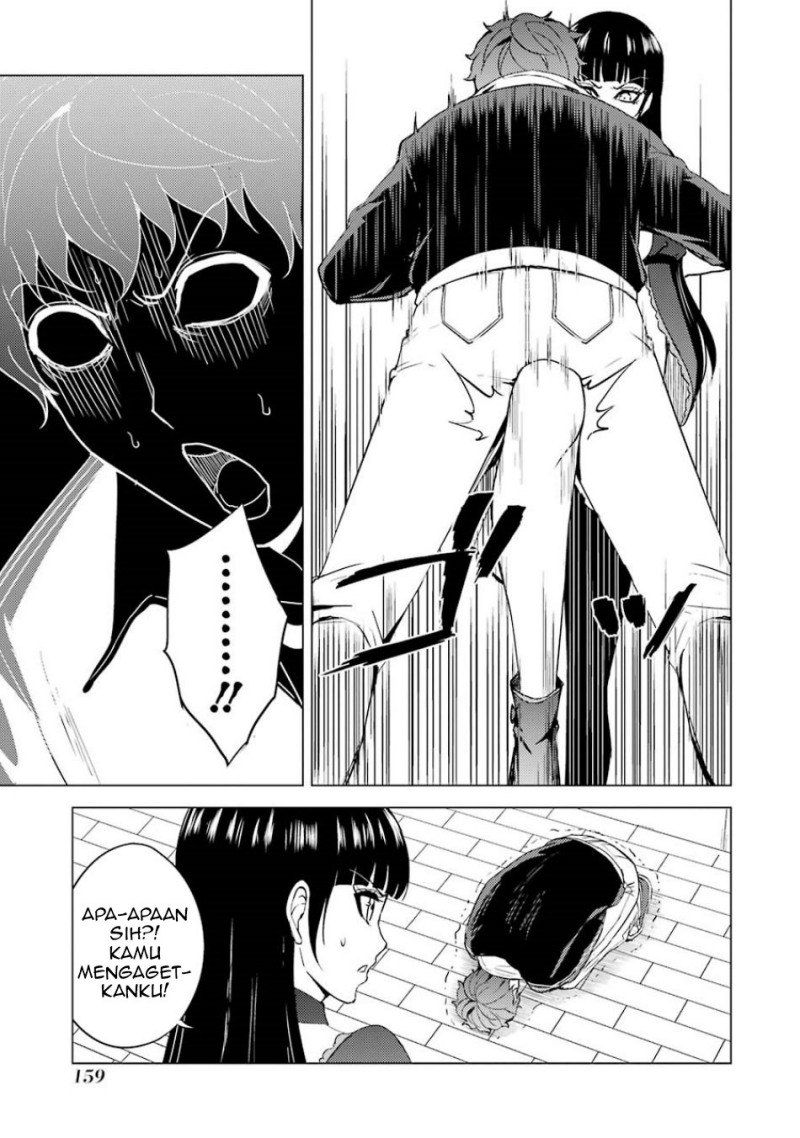 .........!!
APA-APAAN
SIH?!
KAMU
MENGAGET-
KANKU!
159